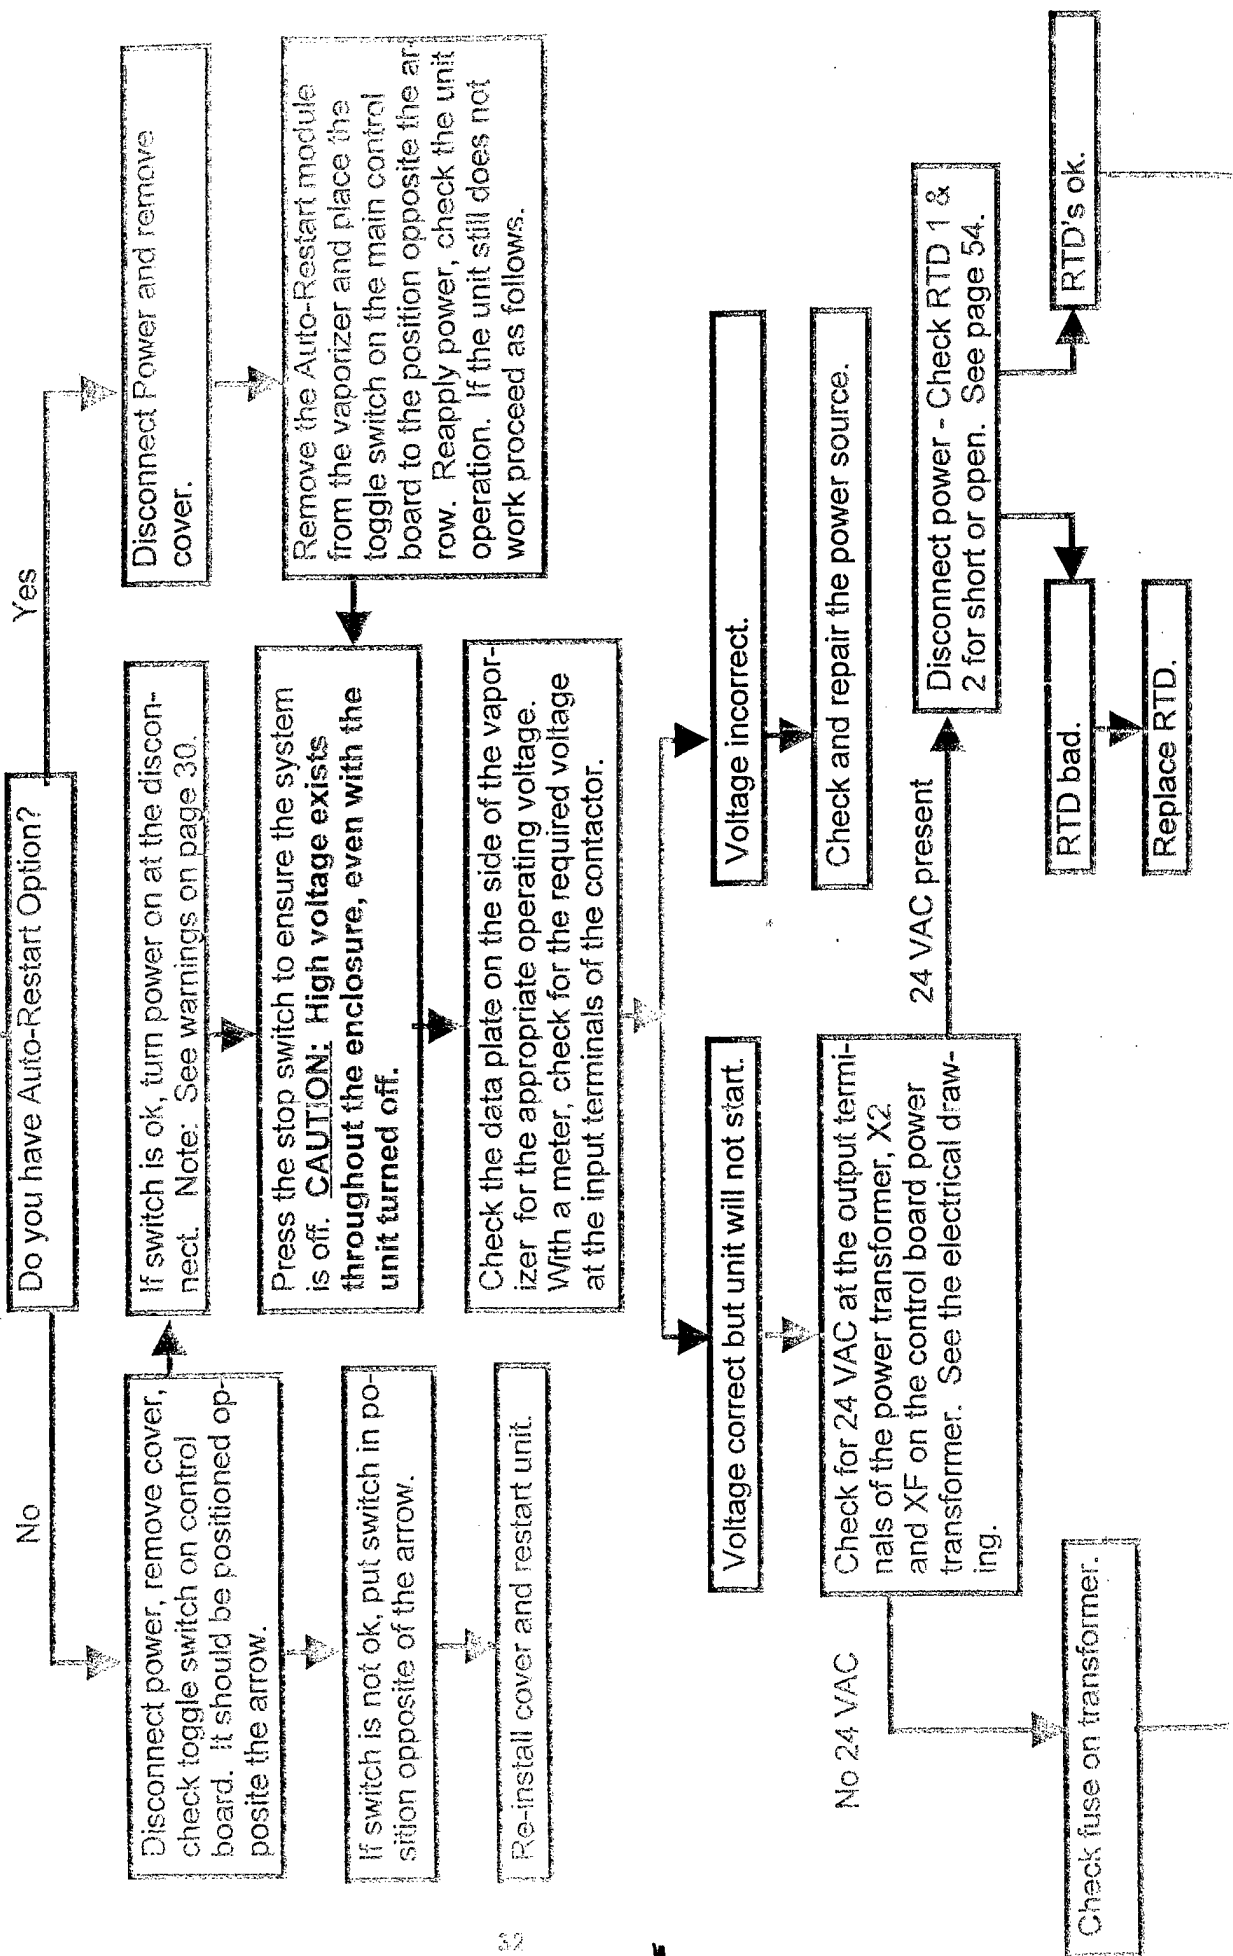 Do you have Auto-Restart Option?
No
Yes
Disconnect power, remove cover,
check toggle switch on control
board. It should be positioned op-
posite the arrow.
If switch is not ok, put switch in po-
sition opposite of the arrow.
Re-install cover and restart unit.
If switch is ok, turn power on at the discon-
nect. Note: See warnings on page 30.
Disconnect Power and remove
cover.
Remove the Auto-Restart module
from the vaporizer and place the
toggle switch on the main control
board to the position opposite the ar-
row. Reapply power, check the unit
operation. If the unit still does not
work proceed as follows.
Press the stop switch to ensure the system
is off. CAUTION: High voltage exists
throughout the enclosure, even with the
unit turned off.
Check the data plate on the side of the vapor-
izer for the appropriate operating voltage.
With a meter, check for the required voltage
at the input terminals of the contactor.
Voltage correct but unit will not start.
Voltage incorrect.
Check and repair the power source.
Check for 24 VAC at the output termi-
nals of the power transformer, X2
and XF on the control board power
transformer. See the electrical draw-
ing.
No 24 VAC
24 VAC present
Disconnect power - Check RTD 1 &
2 for short or open. See page 54.
Check fuse on transformer.
RTD bad.
Replace RTD.
RTD's ok.
32